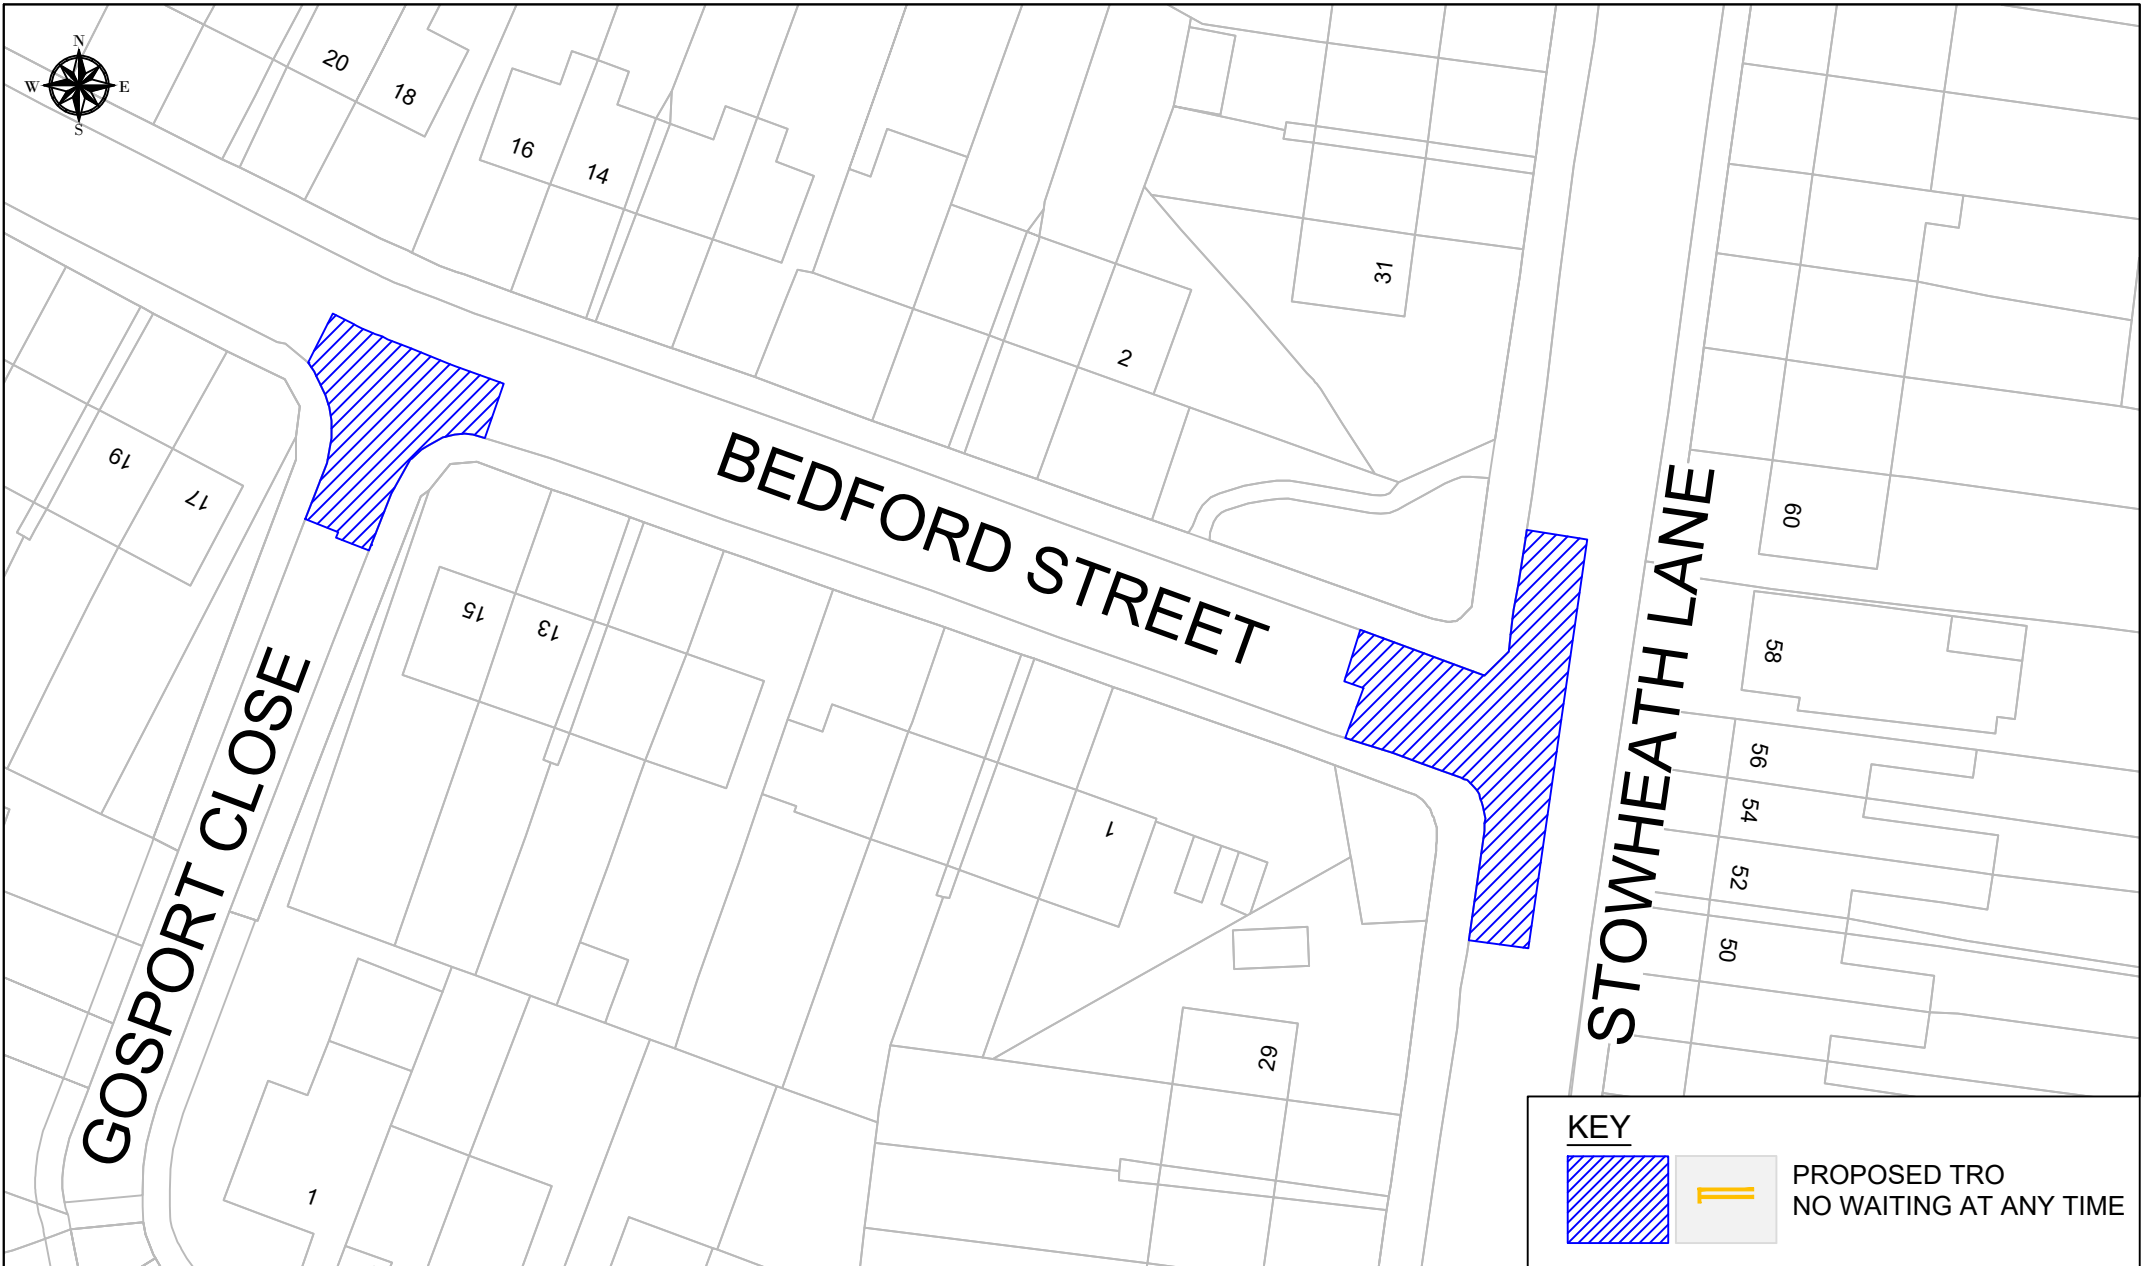 N
W E
S
20
18
16
14
31
2
19
17
60
BEDFORD STREET
15
13
58
STOWHEATH LANE
56
54
1
52
50
GOSPORT CLOSE
29
1
KEY
PROPOSED TRO
NO WAITING AT ANY TIME